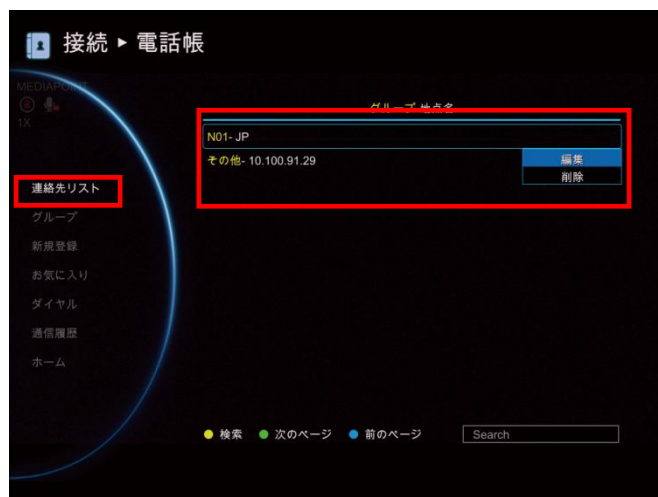 接続 ▸ 電話帳
MEDIAPOINT
1X
グループ 地点名
N01- JP
その他- 10.100.91.29
編集
削除
連絡先リスト
グループ
新規登録
お気に入り
ダイヤル
通信履歴
ホーム
検索 次のページ 前のページ Search